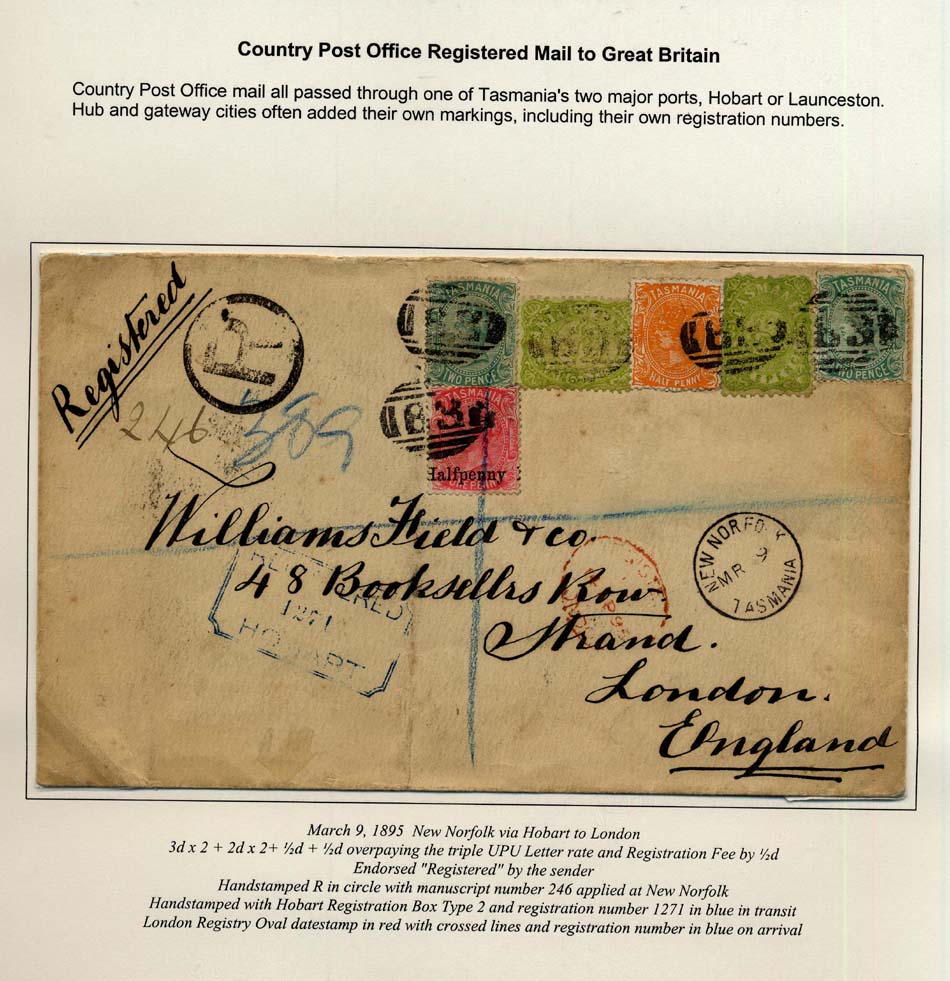 Country Post Office Registered Mail to Great Britain
Country Post Office mail all passed through one of Tasmania's two major ports, Hobart or Launceston.
Hub and gateway cities often added their own markings, including their own registration numbers.
Registered
R
246
589
TASMANIA
TWO PENCE
TASMANIA
HALF PENNY
TASMANIA
TASMANIA
TWO PENCE
TASMANIA
Halfpenny
Williams Field & co.
48 Booksellrs Row
Strand.
London.
England
NEW NORFOLK
MR 9
TASMANIA
REGISTERED
1271
HOBART
March 9, 1895  New Norfolk via Hobart to London
3d x 2 + 2d x 2+ ½d + ½d overpaying the triple UPU Letter rate and Registration Fee by ½d
Endorsed "Registered" by the sender
Handstamped R in circle with manuscript number 246 applied at New Norfolk
Handstamped with Hobart Registration Box Type 2 and registration number 1271 in blue in transit
London Registry Oval datestamp in red with crossed lines and registration number in blue on arrival